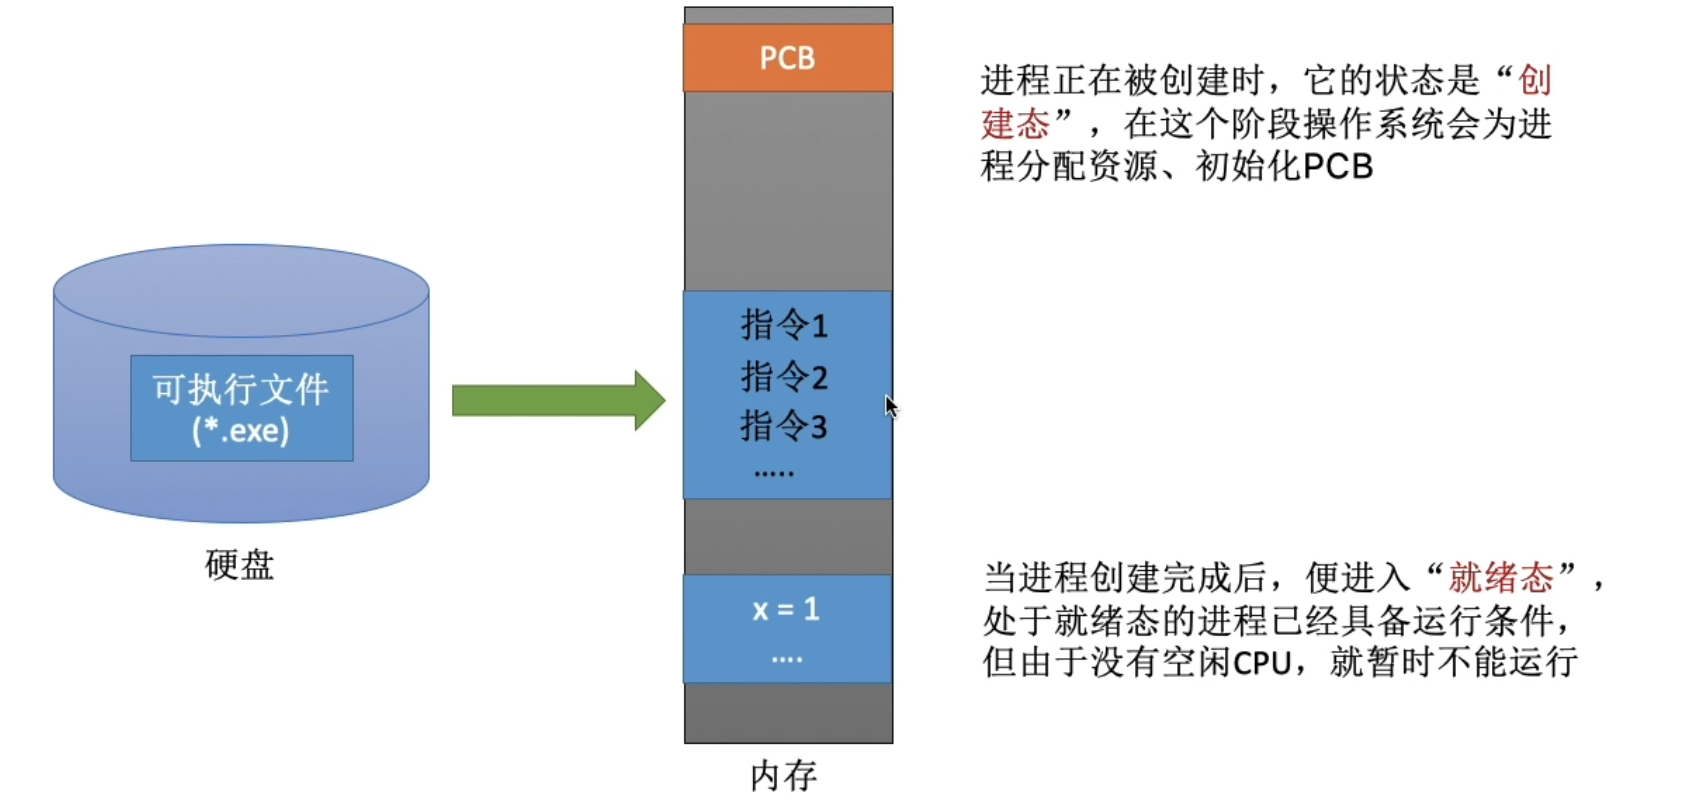 PCB
进程正在被创建时，它的状态是“创
建态”，在这个阶段操作系统会为进
程分配资源、初始化PCB
可执行文件
(*.exe)
硬盘
指令1
指令2
指令3
.....
x = 1
....
内存
当进程创建完成后，便进入“就绪态”，
处于就绪态的进程已经具备运行条件，
但由于没有空闲CPU，就暂时不能运行